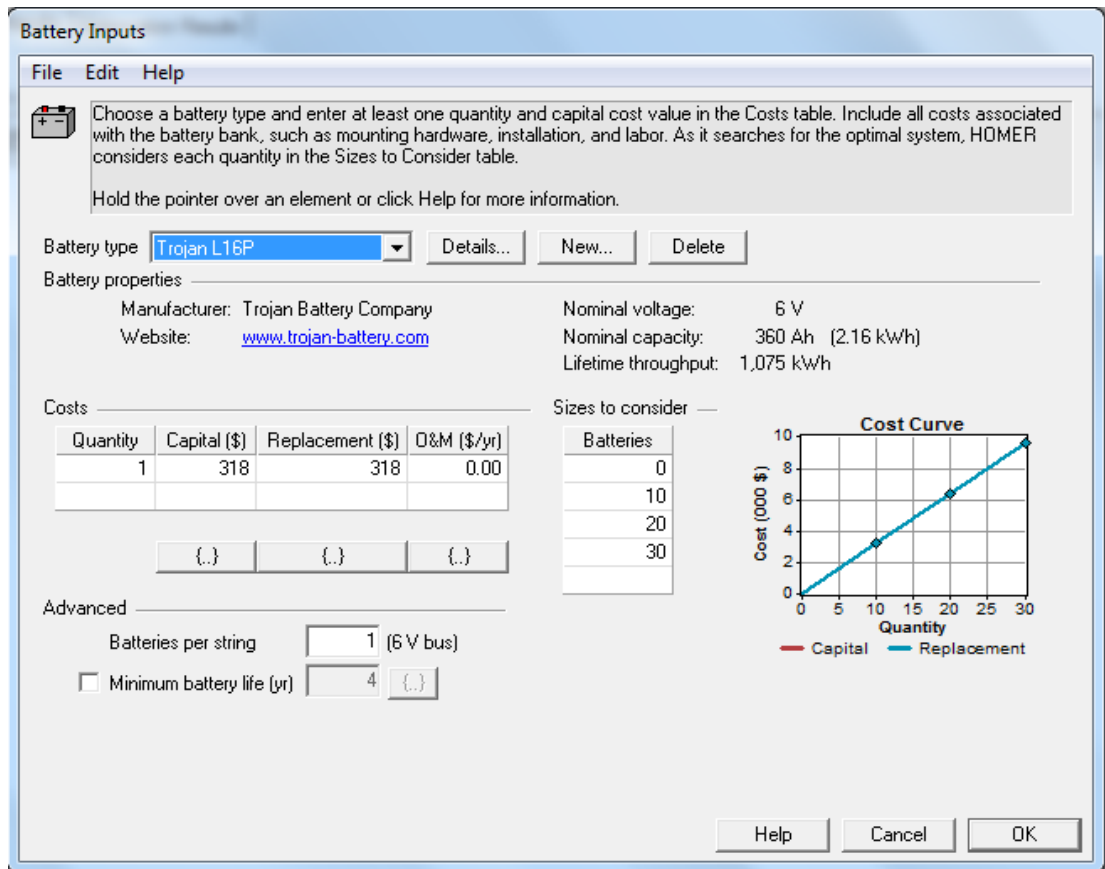 Battery Inputs
File Edit Help
Choose a battery type and enter at least one quantity and capital cost value in the Costs table. Include all costs associated
with the battery bank, such as mounting hardware, installation, and labor. As it searches for the optimal system, HOMER
considers each quantity in the Sizes to Consider table.
Hold the pointer over an element or click Help for more information.
Battery type Trojan L16P Details... New... Delete
Battery properties
Manufacturer: Trojan Battery Company
Website: www.trojan-battery.com
Nominal voltage: 6 V
Nominal capacity: 360 Ah (2.16 kWh)
Lifetime throughput: 1,075 kWh
Costs
Quantity Capital ($) Replacement ($) O&M ($/yr)
1 318 318 0.00
{..} {..} {..}
Sizes to consider
Batteries
0
10
20
30
Cost Curve
10
8
6
4
2
0
Cost (000 $)
0 5 10 15 20 25 30
Quantity
Capital Replacement
Advanced
Batteries per string 1 (6 V bus)
Minimum battery life (yr) 4 {..}
Help Cancel OK